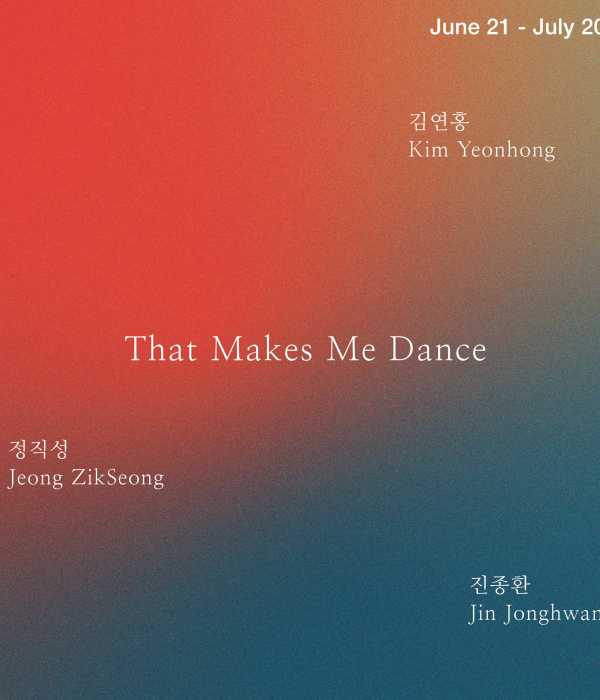 June 21 - July 20
김연홍
Kim Yeonhong
That Makes Me Dance
정직성
Jeong ZikSeong
진종환
Jin Jonghwan